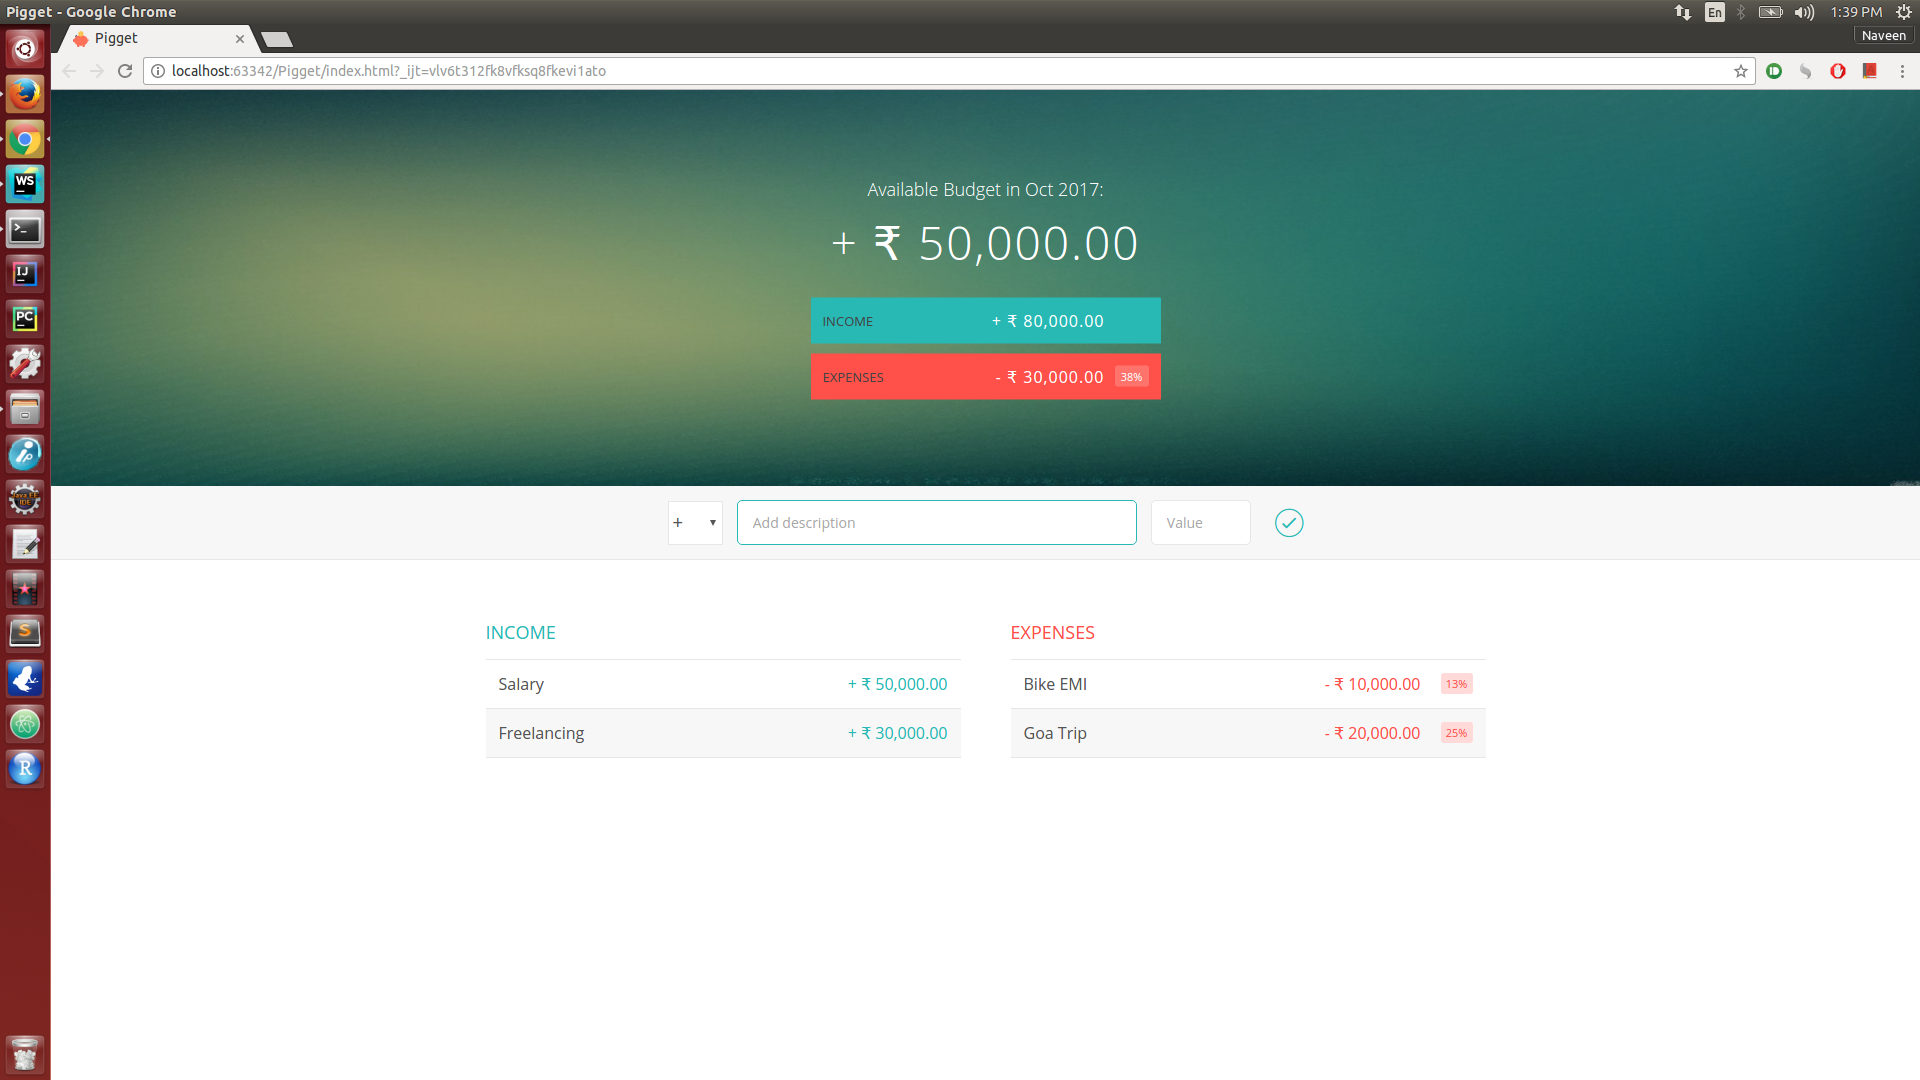 Pigget - Google Chrome
En
1:39 PM
Pigget
Naveen
localhost:63342/Pigget/index.html?_ijt=vlv6t312fk8vfksq8fkevi1ato
Available Budget in Oct 2017:
+ ₹ 50,000.00
INCOME + ₹ 80,000.00
EXPENSES - ₹ 30,000.00 38%
+ Add description Value
INCOME
Salary + ₹ 50,000.00
Freelancing + ₹ 30,000.00
EXPENSES
Bike EMI - ₹ 10,000.00 13%
Goa Trip - ₹ 20,000.00 25%
WS
IJ
PC
Java EE
IDE
S
R